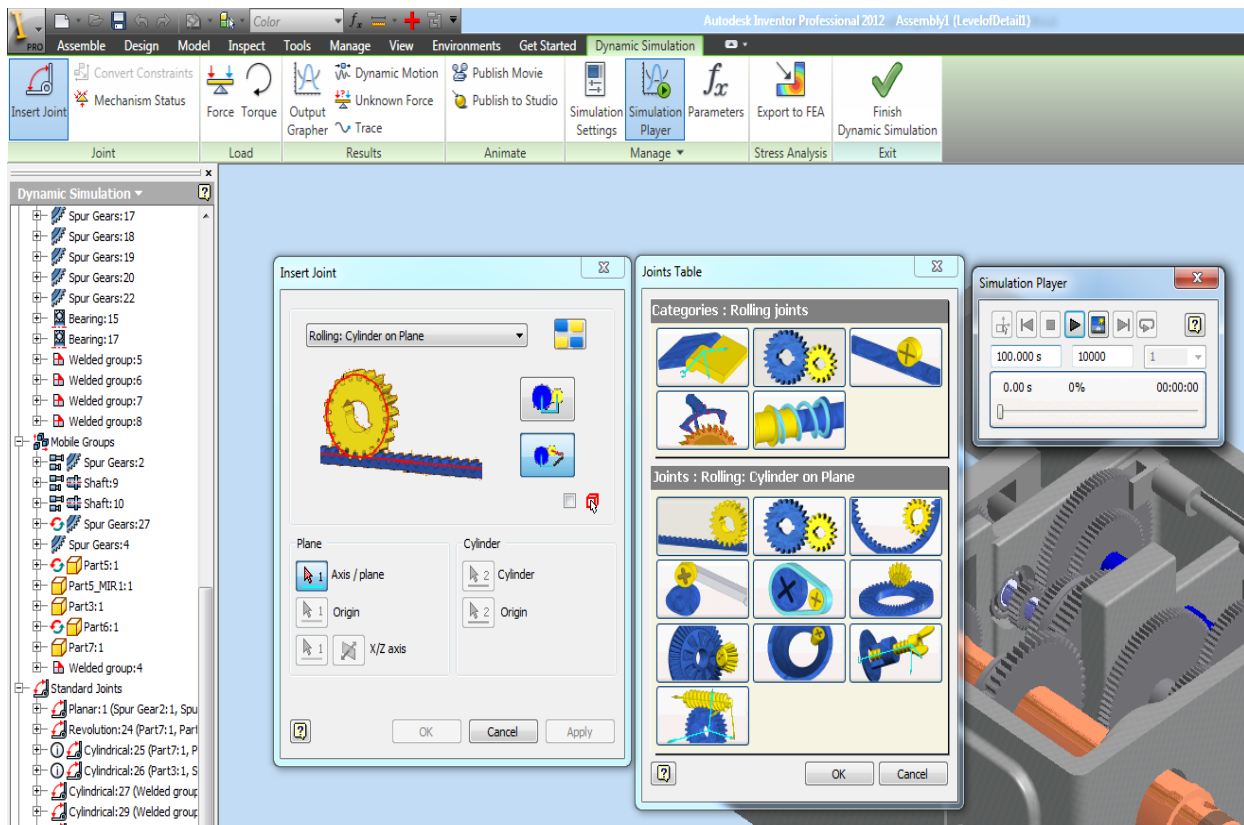 Color
Autodesk Inventor Professional 2012 Assembly1 (LevelofDetail1)
PRO
Assemble Design Model Inspect Tools Manage View Environments Get Started Dynamic Simulation
Insert Joint
Convert Constraints
Mechanism Status
Force Torque
Output Grapher
Dynamic Motion
Unknown Force
Trace
Publish Movie
Publish to Studio
Simulation Settings
Simulation Player
fx
Parameters
Export to FEA
Finish
Dynamic Simulation
Joint Load Results Animate Manage Stress Analysis Exit
Dynamic Simulation
Spur Gears:17
Spur Gears:18
Spur Gears:19
Spur Gears:20
Spur Gears:22
Bearing:15
Bearing:17
Welded group:5
Welded group:6
Welded group:7
Welded group:8
Mobile Groups
Spur Gears:2
Shaft:9
Shaft:10
Spur Gears:27
Spur Gears:4
Part5:1
Part5_MIR1:1
Part3:1
Part6:1
Part7:1
Welded group:4
Standard Joints
Planar:1 (Spur Gear2:1, Spu
Revolution:24 (Part7:1, Part
Cylindrical:25 (Part7:1, P
Cylindrical:26 (Part3:1, S
Cylindrical:27 (Welded group
Cylindrical:29 (Welded group
Insert Joint
Rolling: Cylinder on Plane
Plane
1 Axis / plane
1 Origin
1 X/Z axis
Cylinder
2 Cylinder
2 Origin
OK Cancel Apply
Joints Table
Categories : Rolling joints
Joints : Rolling: Cylinder on Plane
OK Cancel
Simulation Player
100.000 s 10000 1
0.00 s 0% 00:00:00